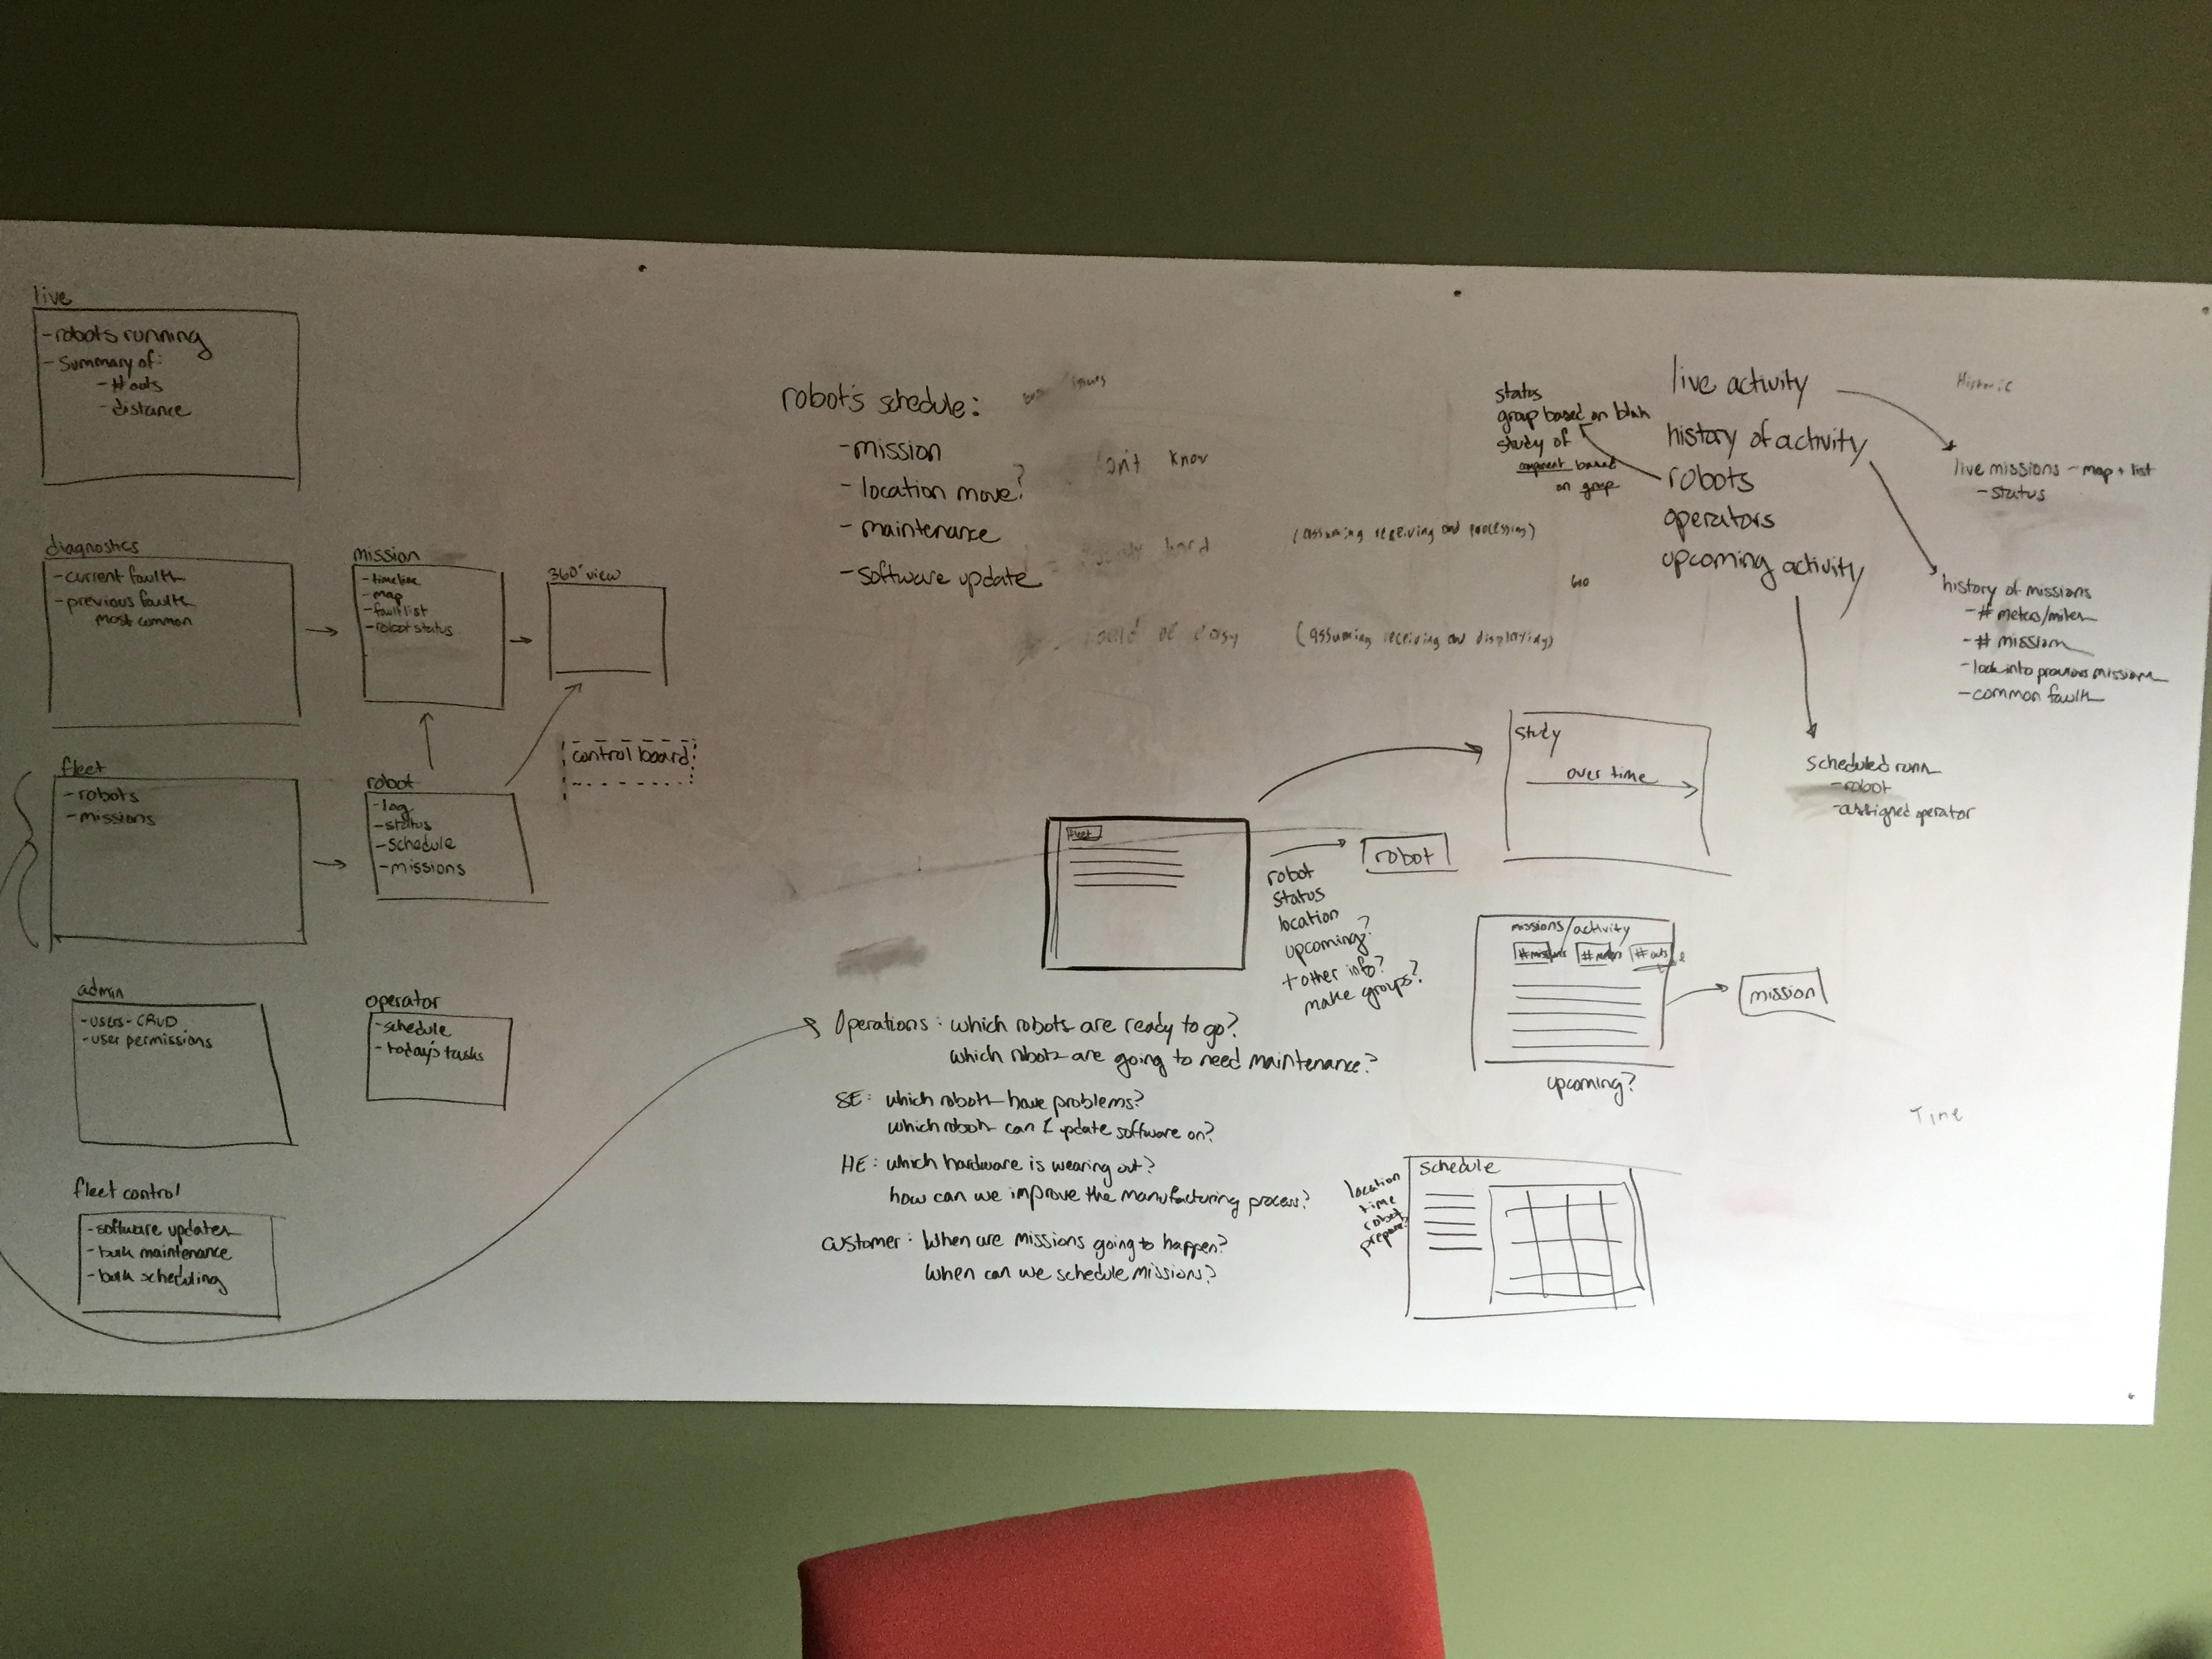 live
-robots running
-Summary of:
-# outs
-distance
diagnostics
-current faults
-previous faults
most common
mission
-timeline
-map
-fault list
-robot status
360° view
control board
fleet
-robots
-missions
robot
-log
-status
-schedule
-missions
admin
-users-CRUD
-user permissions
operator
-schedule
-today's tasks
fleet control
-software updates
-bulk maintenance
-bulk scheduling
robot's schedule:
-mission
-location move?
-maintenance
-software update
issues
don't know
hard
(assuming receiving and processing)
be easy
(assuming receiving and displaying)
status
group based on blah
study of
component based
on group
live activity
history of activity
robots
operators
upcoming activity
Historic
live missions - map + list
-status
history of missions
-# meters/miles
-# missions
-look into previous missions
-common faults
scheduled runs
-robot
-assigned operator
study
over time
fleet
robot
robot
status
location
upcoming?
+other info?
make groups?
missions/activity
#missions #meters #outs
mission
upcoming?
Time
Operations: which robots are ready to go?
which robots are going to need maintenance?
SE: which robots have problems?
which robots can I update software on?
HE: which hardware is wearing out?
how can we improve the manufacturing process?
customer: When are missions going to happen?
When can we schedule missions?
schedule
location
time
robot